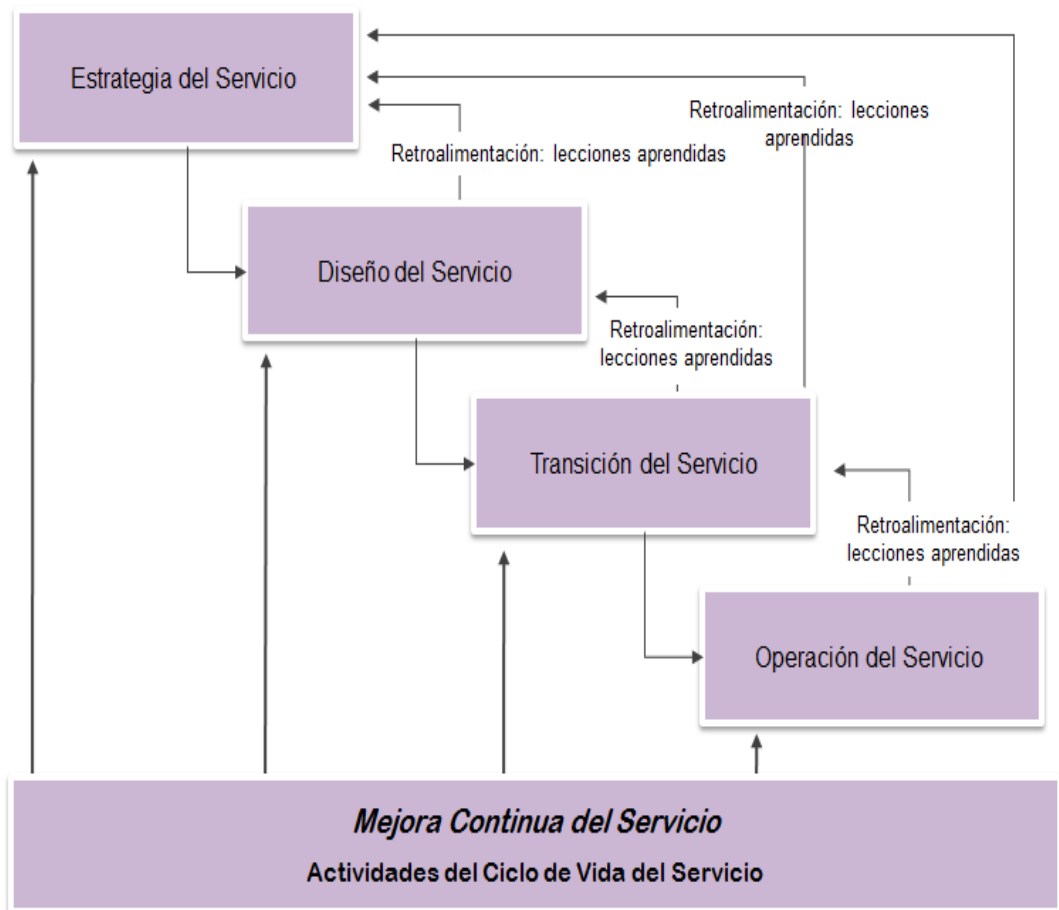 Estrategia del Servicio
Retroalimentación: lecciones
aprendidas
Retroalimentación: lecciones aprendidas
Diseño del Servicio
Retroalimentación:
lecciones aprendidas
Transición del Servicio
Retroalimentación:
lecciones aprendidas
Operación del Servicio
Mejora Continua del Servicio
Actividades del Ciclo de Vida del Servicio